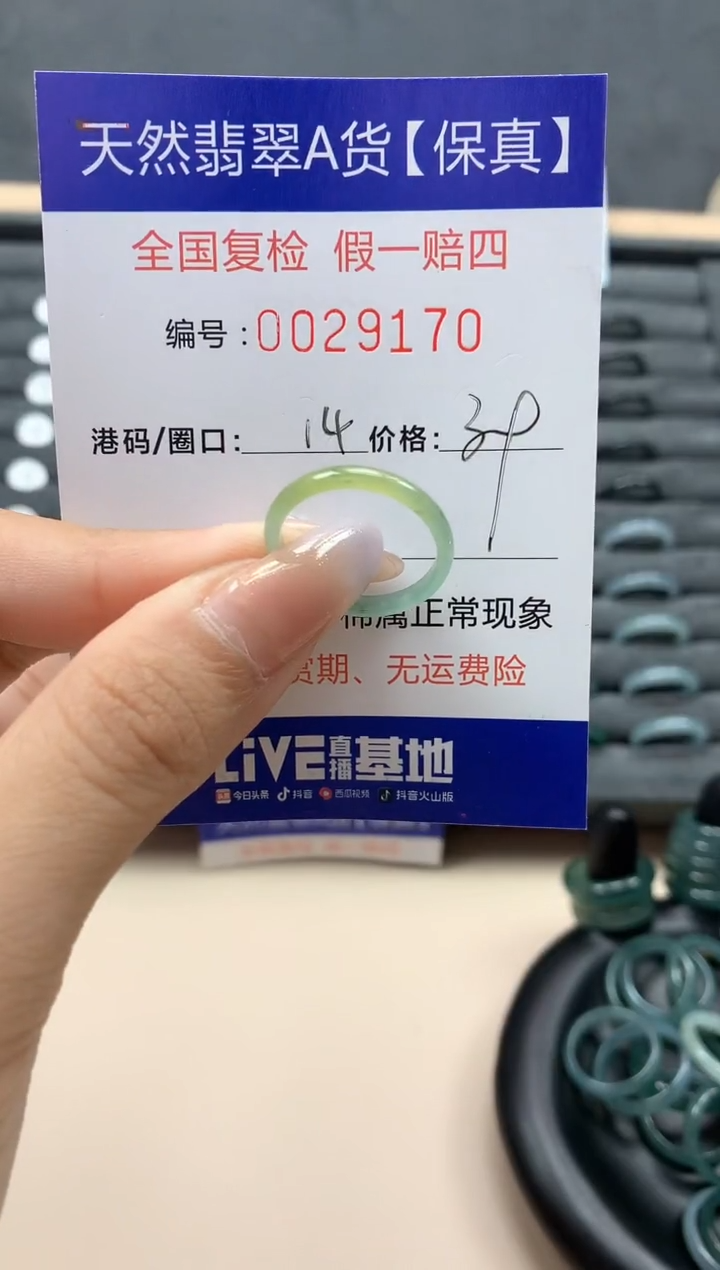 天然翡翠A货【保真】
全国复检 假一赔四
编号:0029170
港码/圈口: 14 价格: 39
属正常现象
赏期、无运费险
LiVE直播基地
今日头条 抖音 西瓜视频 抖音火山版